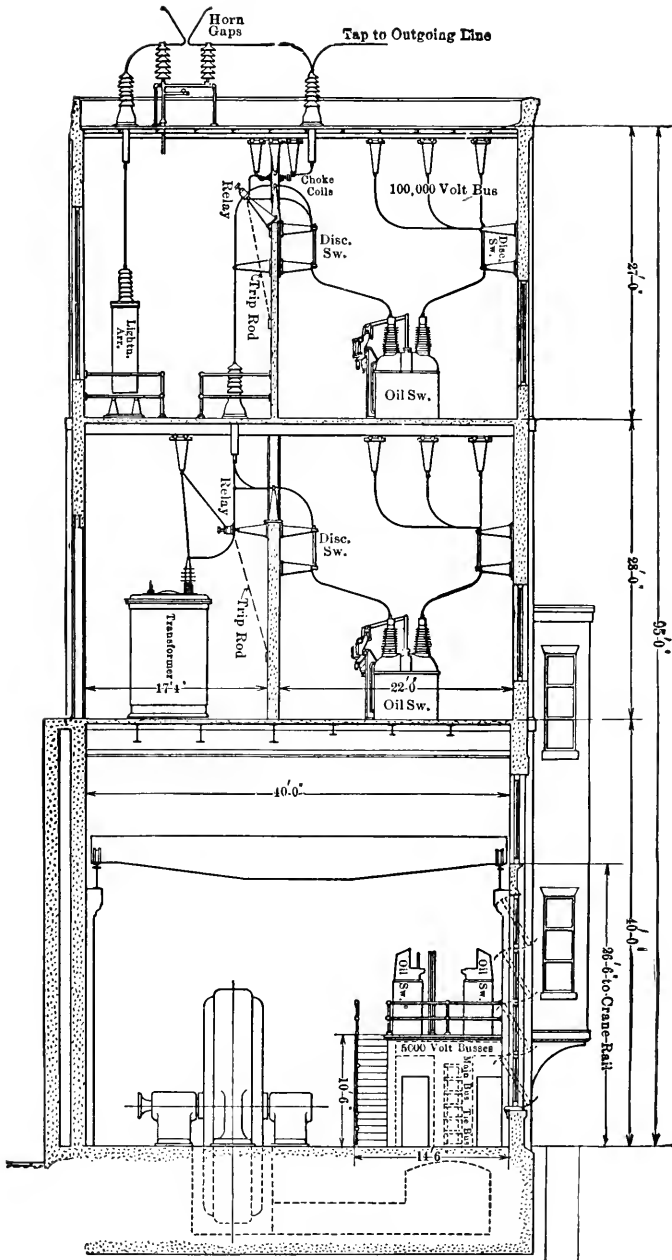 Horn
Gaps
Tap to Outgoing Line
Relay
Choke
Coils
100,000 Volt Bus
Disc.
Sw.
Disc.
Sw.
Trip Rod
Lightn.
Arr.
Oil Sw.
27'-0"
Relay
Disc.
Sw.
Trip Rod
Transformer
17'4"
22'-0"
Oil Sw.
28'-0"
95'-0"
40'-0"
40'-0"
26'-6"-to-Crane-Rail
Oil
Sw.
Oil
Sw.
5000 Volt Busses
Main Bus
Tie Bus
10'-6"
14'6"